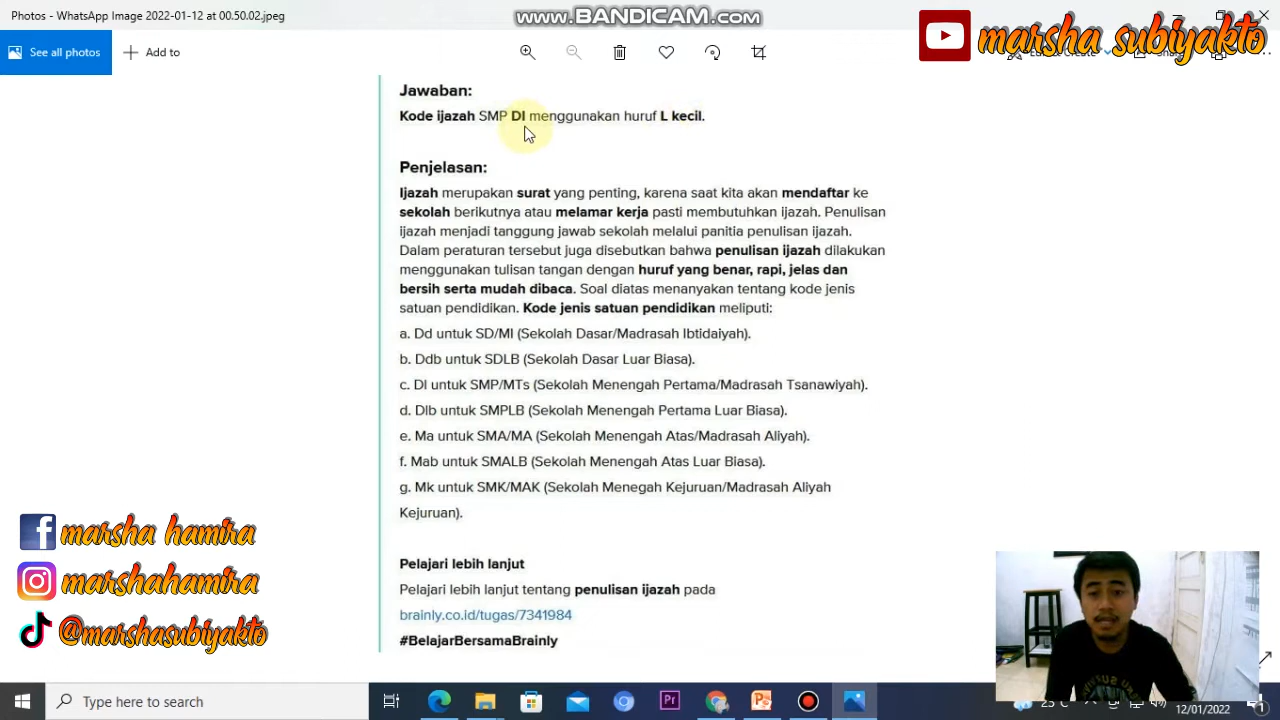 Photos - WhatsApp Image 2022-01-12 at 00.50.02.jpeg
www.BANDICAM.com
See all photos
Add to
marsha subiyakto
Jawaban:
Kode ijazah SMP Dl menggunakan huruf L kecil.
Penjelasan:
Ijazah merupakan surat yang penting, karena saat kita akan mendaftar ke
sekolah berikutnya atau melamar kerja pasti membutuhkan ijazah. Penulisan
ijazah menjadi tanggung jawab sekolah melalui panitia penulisan ijazah.
Dalam peraturan tersebut juga disebutkan bahwa penulisan ijazah dilakukan
menggunakan tulisan tangan dengan huruf yang benar, rapi, jelas dan
bersih serta mudah dibaca. Soal diatas menanyakan tentang kode jenis
satuan pendidikan. Kode jenis satuan pendidikan meliputi:
a. Dd untuk SD/MI (Sekolah Dasar/Madrasah Ibtidaiyah).
b. Ddb untuk SDLB (Sekolah Dasar Luar Biasa).
c. Dl untuk SMP/MTs (Sekolah Menengah Pertama/Madrasah Tsanawiyah).
d. Dlb untuk SMPLB (Sekolah Menengah Pertama Luar Biasa).
e. Ma untuk SMA/MA (Sekolah Menengah Atas/Madrasah Aliyah).
f. Mab untuk SMALB (Sekolah Menengah Atas Luar Biasa).
g. Mk untuk SMK/MAK (Sekolah Menegah Kejuruan/Madrasah Aliyah
Kejuruan).
Pelajari lebih lanjut
Pelajari lebih lanjut tentang penulisan ijazah pada
brainly.co.id/tugas/7341984
#BelajarBersamaBrainly
marsha hamira
marshahamira
@marshasubiyakto
Type here to search
25°C
12/01/2022